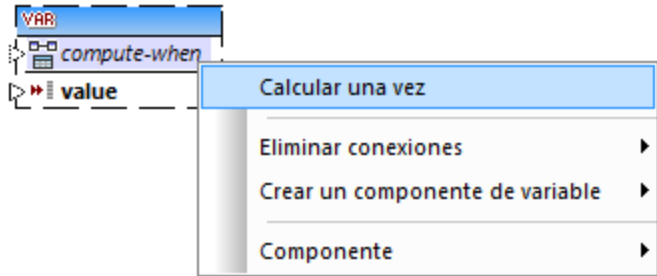 VAR
compute-when
value
Calcular una vez
Eliminar conexiones
Crear un componente de variable
Componente